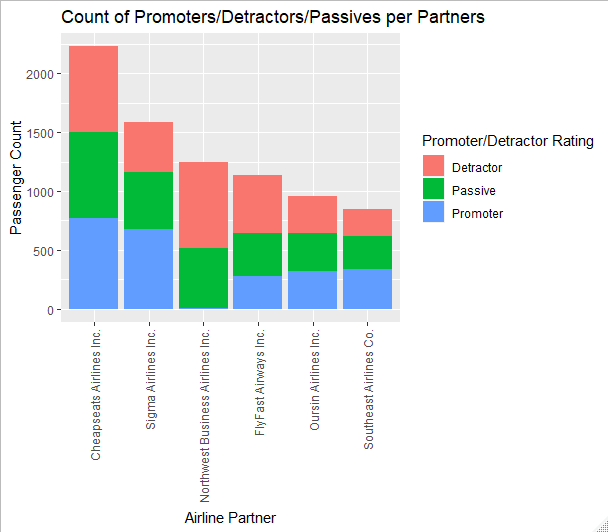 Count of Promoters/Detractors/Passives per Partners
Passenger Count
2000
1500
1000
500
0
Cheapseats Airlines Inc.
Sigma Airlines Inc.
Northwest Business Airlines Inc.
FlyFast Airways Inc.
Oursin Airlines Inc.
Southeast Airlines Co.
Airline Partner
Promoter/Detractor Rating
Detractor
Passive
Promoter